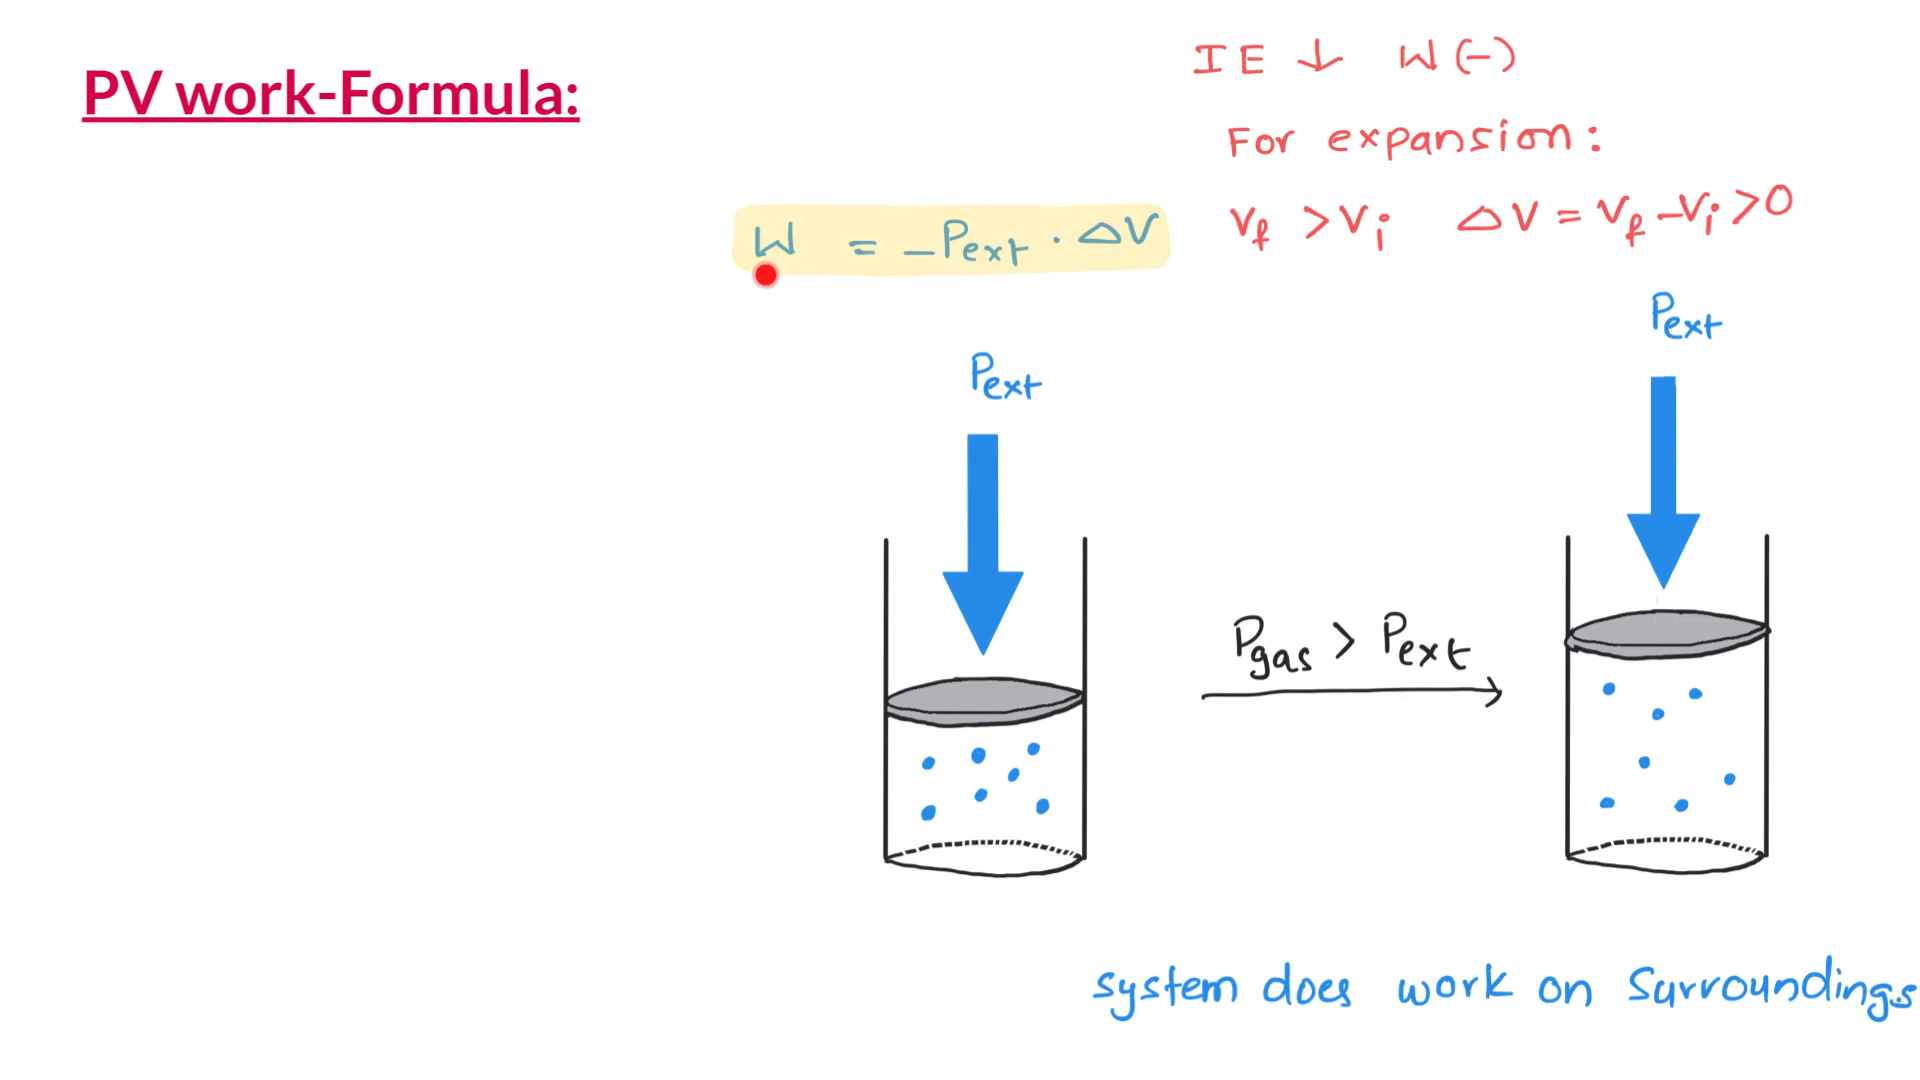 PV work-Formula:
IE ↓ W (-)
For expansion:
W = -Pext · ΔV
Vf > Vi ΔV = Vf - Vi > 0
Pext
Pext
Pgas > Pext
system does work on Surroundings